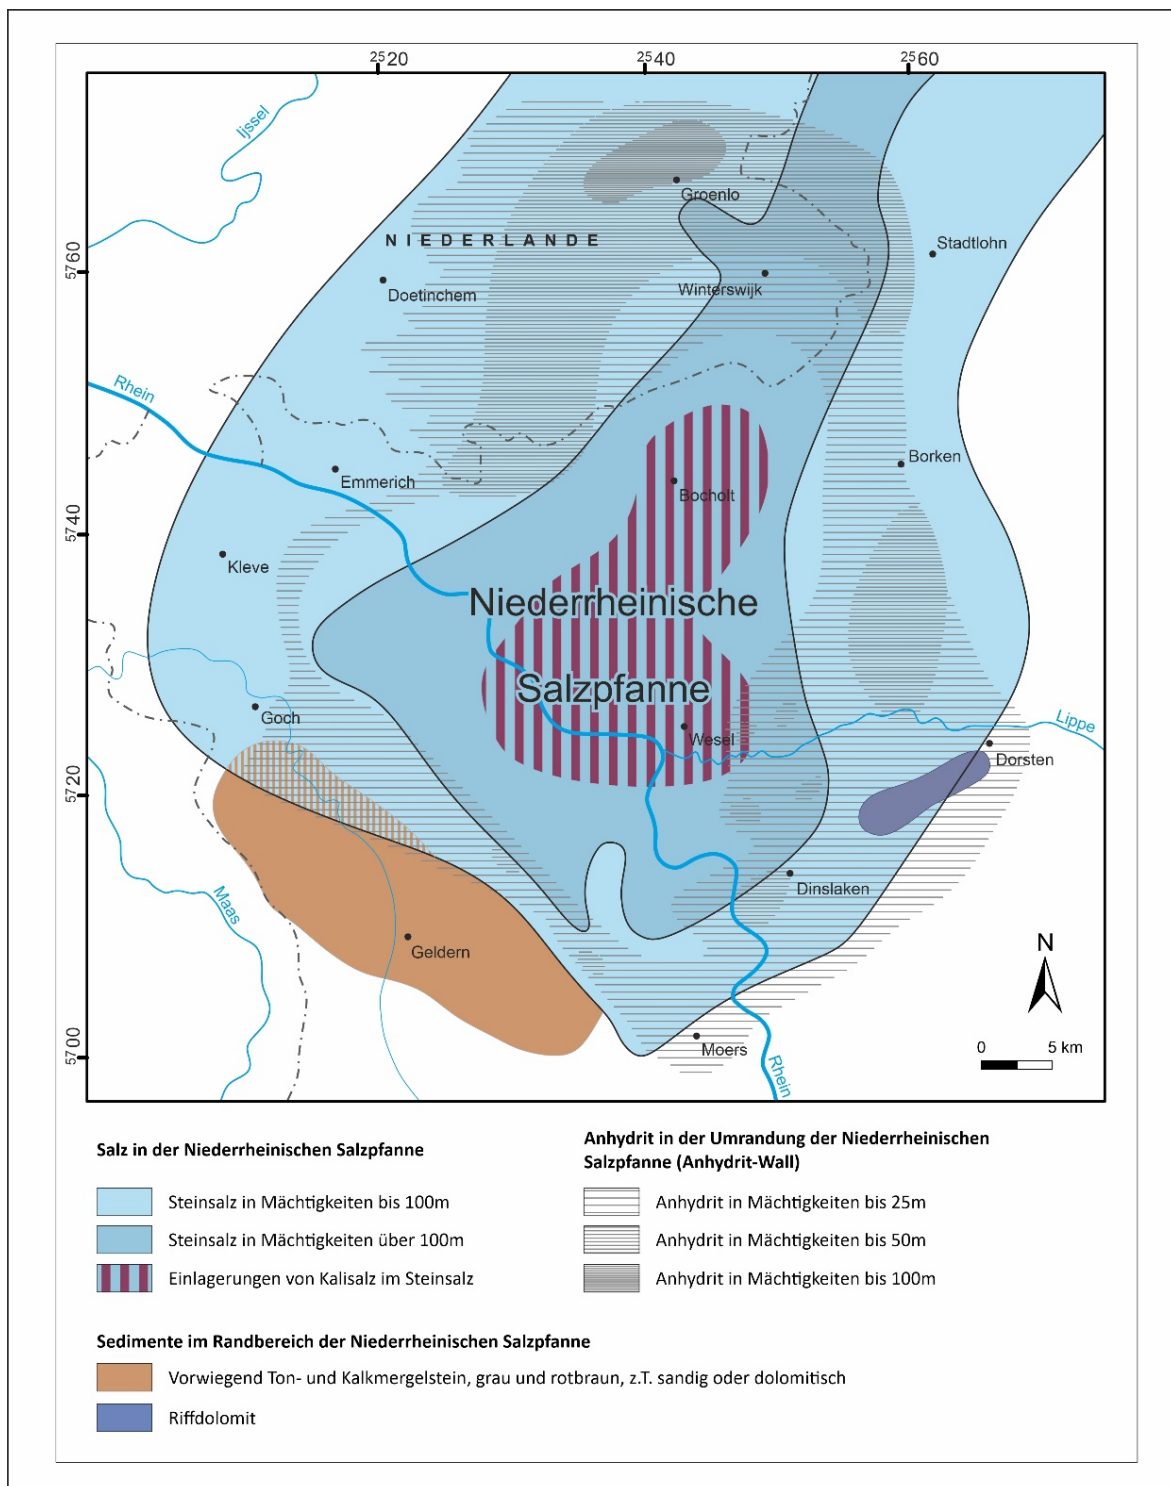 2520
2540
2560
5760
5740
5720
5700
Ijssel
Groenlo
NIEDERLANDE
Stadtlohn
Doetinchem
Winterswijk
Rhein
Borken
Emmerich
Bocholt
Kleve
Niederrheinische
Salzpfanne
Goch
Wesel
Lippe
Dorsten
Maas
Dinslaken
Geldern
N
Moers
0 5 km
Rhein
Salz in der Niederrheinischen Salzpfanne
Steinsalz in Mächtigkeiten bis 100m
Steinsalz in Mächtigkeiten über 100m
Einlagerungen von Kalisalz im Steinsalz
Anhydrit in der Umrandung der Niederrheinischen
Salzpfanne (Anhydrit-Wall)
Anhydrit in Mächtigkeiten bis 25m
Anhydrit in Mächtigkeiten bis 50m
Anhydrit in Mächtigkeiten bis 100m
Sedimente im Randbereich der Niederrheinischen Salzpfanne
Vorwiegend Ton- und Kalkmergelstein, grau und rotbraun, z.T. sandig oder dolomitisch
Riffdolomit